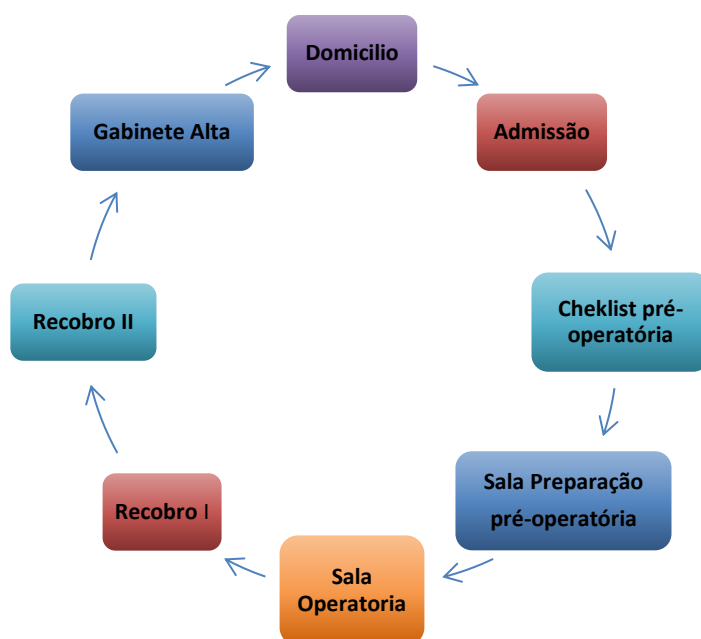 Domicilio
Admissão
Cheklist pré-
operatória
Sala Preparação
pré-operatória
Sala
Operatoria
Recobro I
Recobro II
Gabinete Alta